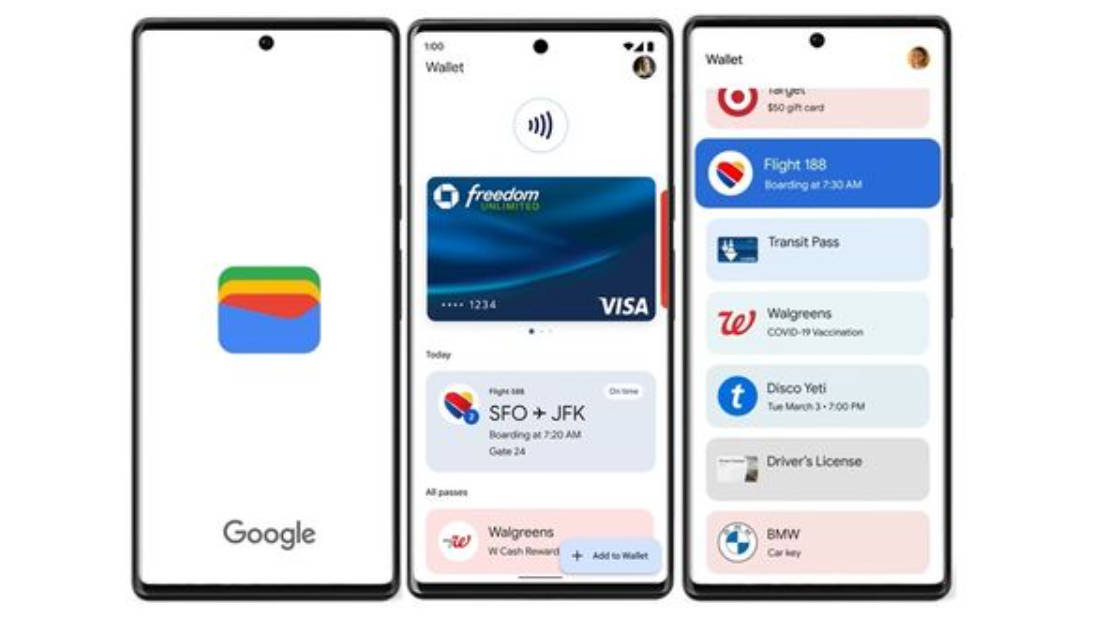 Google
1:00
Wallet
freedom
UNLIMITED
•••• 1234
VISA
Today
Flight 588
On time
SFO ✈ JFK
Boarding at 7:20 AM
Gate 24
All passes
Walgreens
W Cash Reward
+ Add to Wallet
Wallet
Target
$50 gift card
Flight 188
Boarding at 7:30 AM
Transit Pass
Walgreens
COVID-19 Vaccination
Disco Yeti
Tue March 3 • 7:00 PM
Driver's License
BMW
Car key